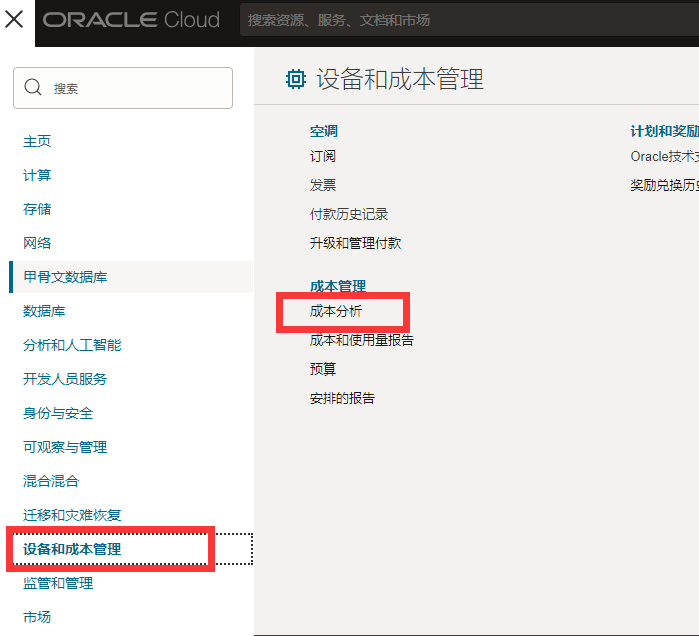 ORACLE Cloud
搜索资源、服务、文档和市场
搜索
主页
计算
存储
网络
甲骨文数据库
数据库
分析和人工智能
开发人员服务
身份与安全
可观察与管理
混合混合
迁移和灾难恢复
设备和成本管理
监管和管理
市场
设备和成本管理
空调
订阅
发票
付款历史记录
升级和管理付款
成本管理
成本分析
成本和使用量报告
预算
安排的报告
计划和奖励
Oracle技术支
奖励兑换历史